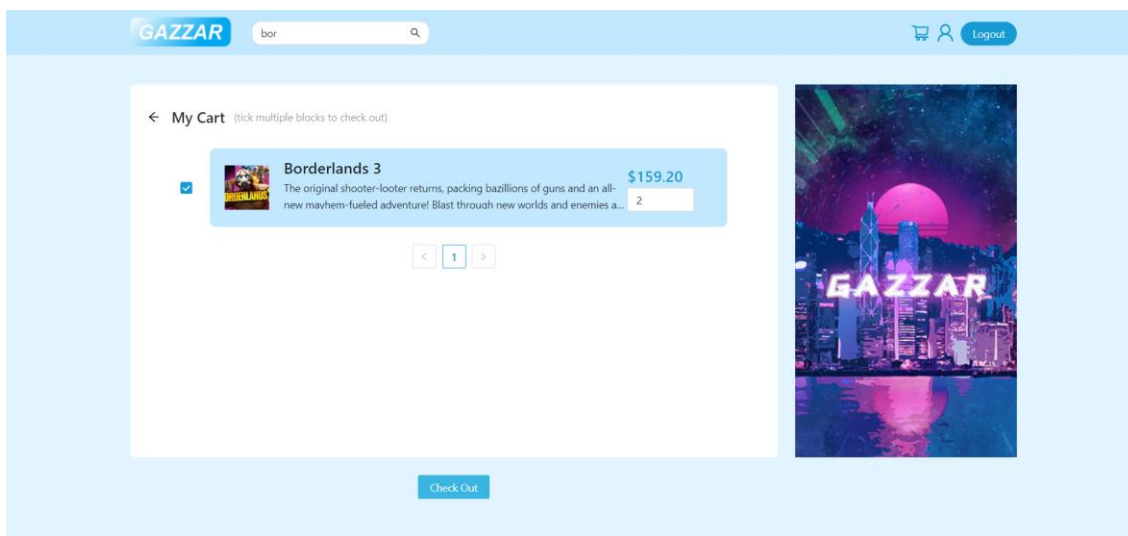 GAZZAR
bor
Logout
My Cart (tick multiple blocks to check out)
BORDERLANDS
Borderlands 3
The original shooter-looter returns, packing bazillions of guns and an all-
new mayhem-fueled adventure! Blast through new worlds and enemies a...
$159.20
2
< 1 >
GAZZAR
Check Out